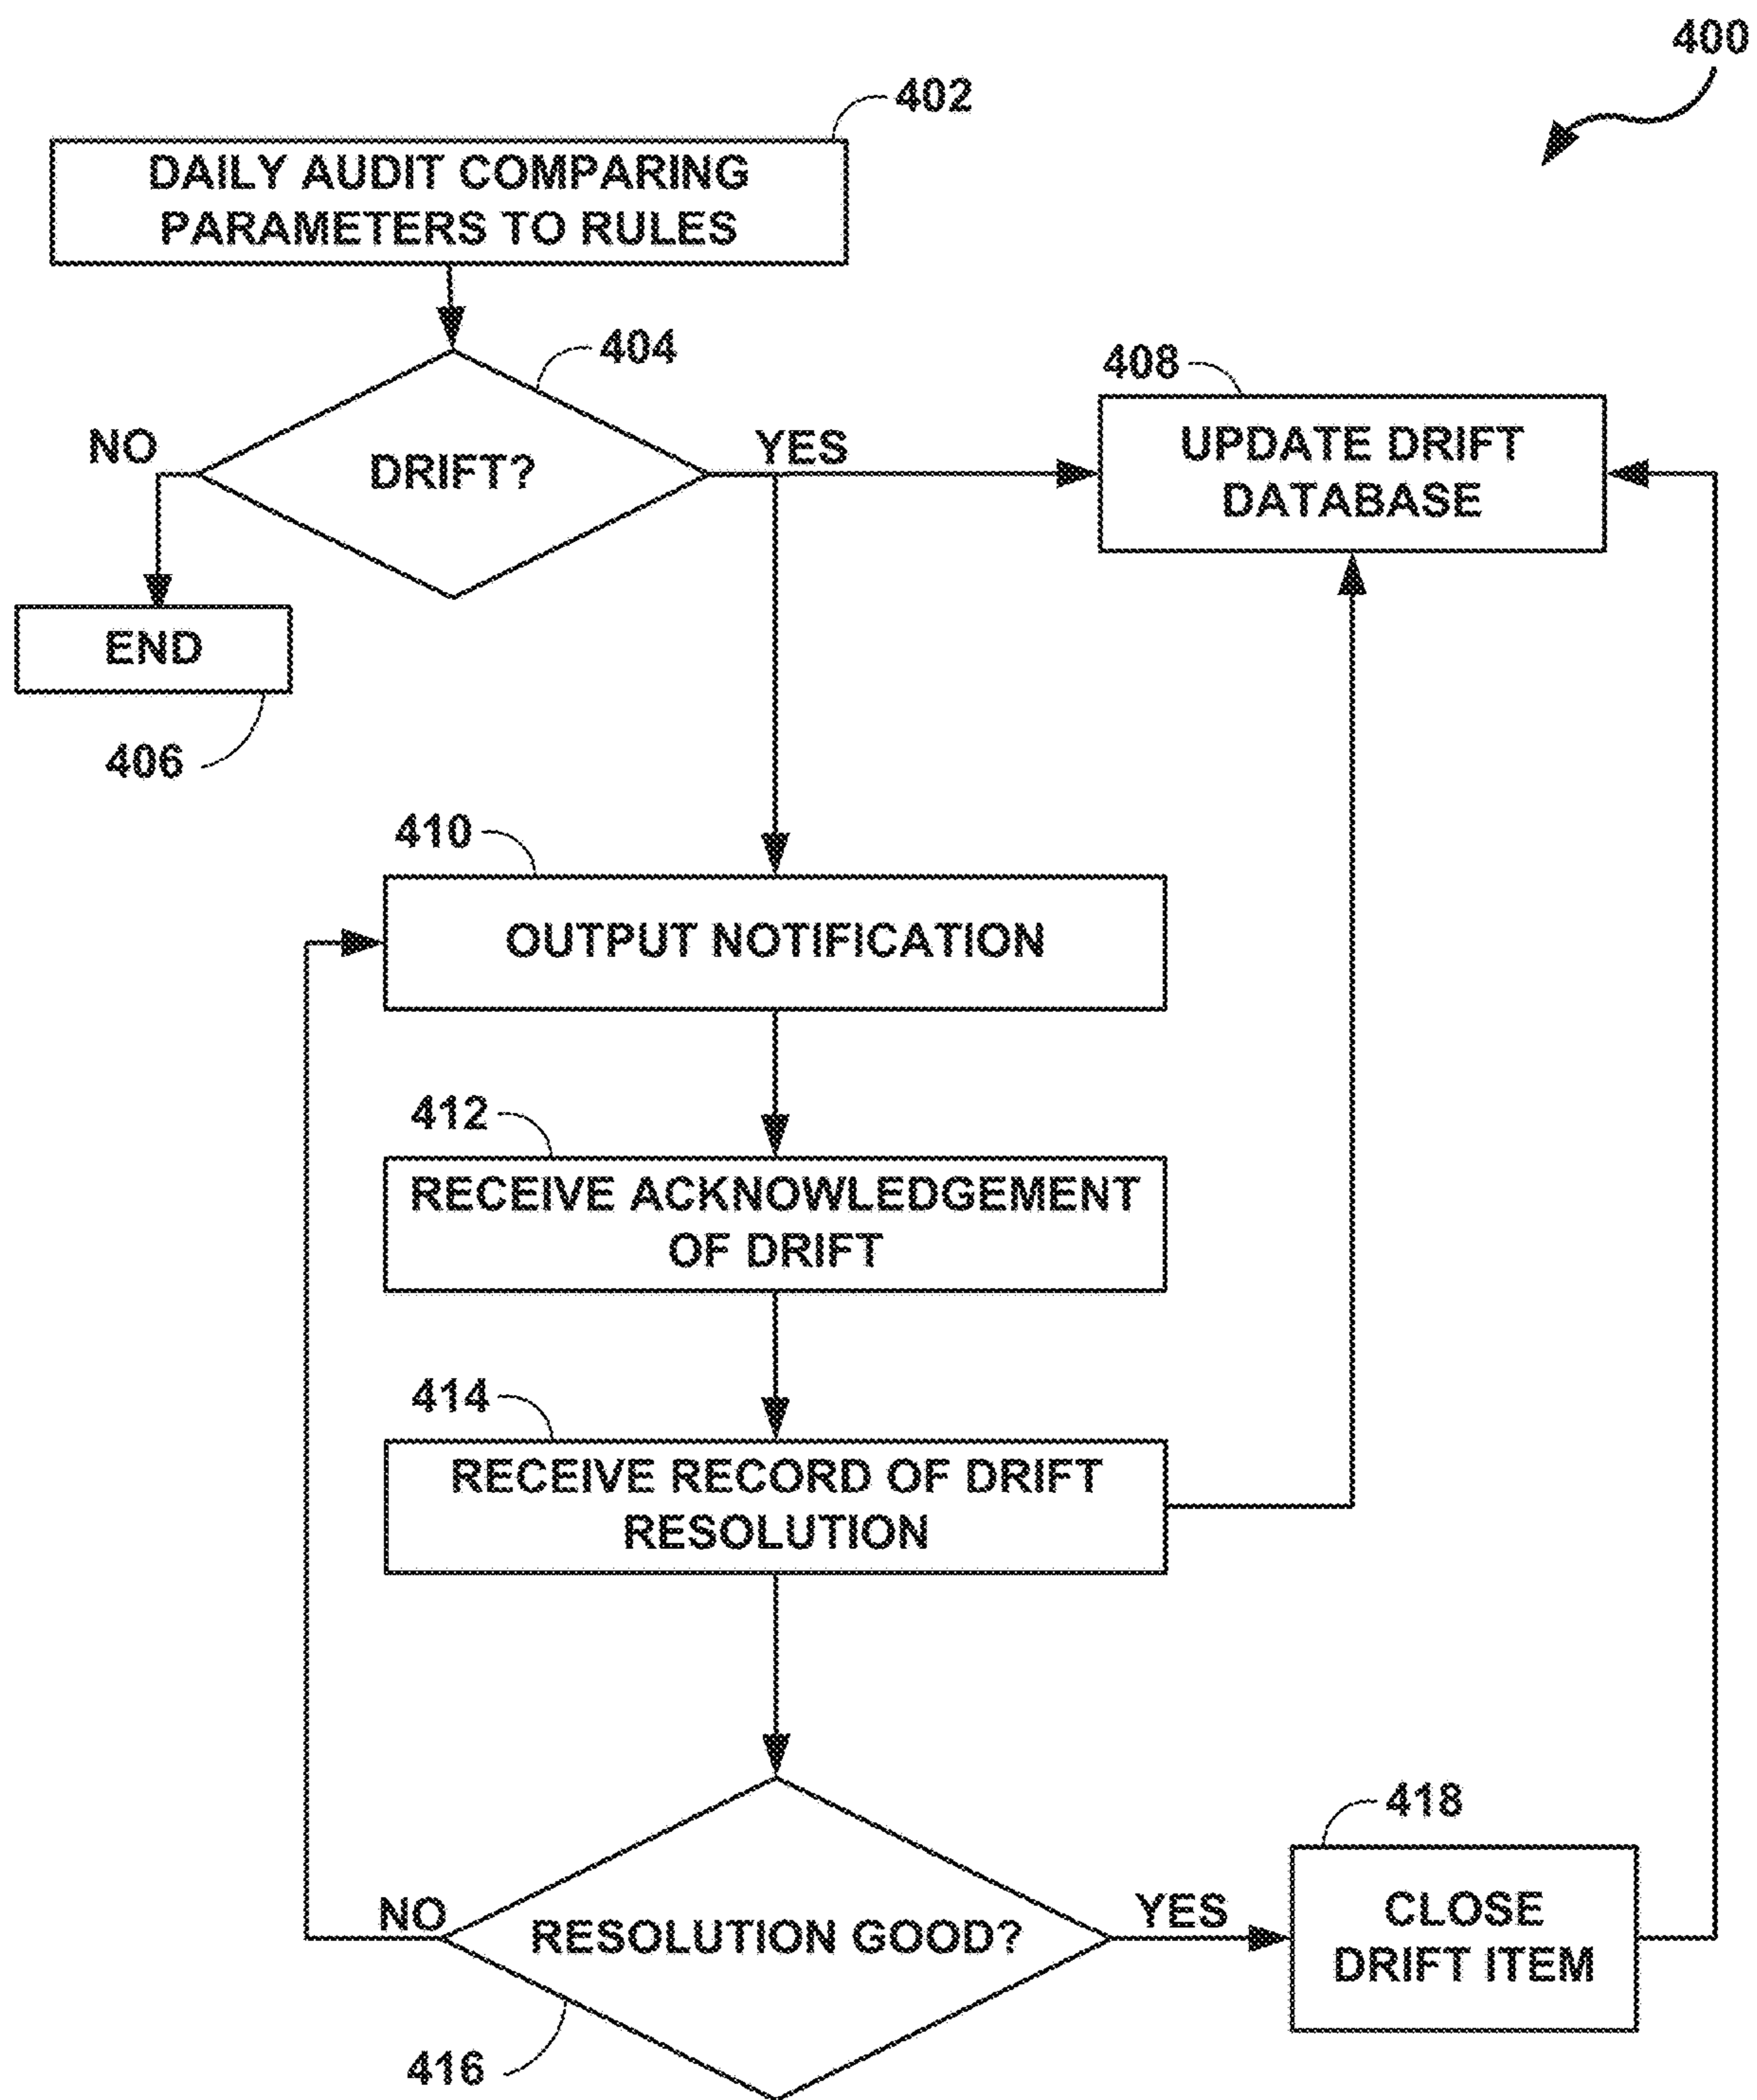 400
402
DAILY AUDIT COMPARING
PARAMETERS TO RULES
404
NO
DRIFT?
YES
408
UPDATE DRIFT
DATABASE
END
406
410
OUTPUT NOTIFICATION
412
RECEIVE ACKNOWLEDGEMENT
OF DRIFT
414
RECEIVE RECORD OF DRIFT
RESOLUTION
NO
RESOLUTION GOOD?
YES
416
418
CLOSE
DRIFT ITEM